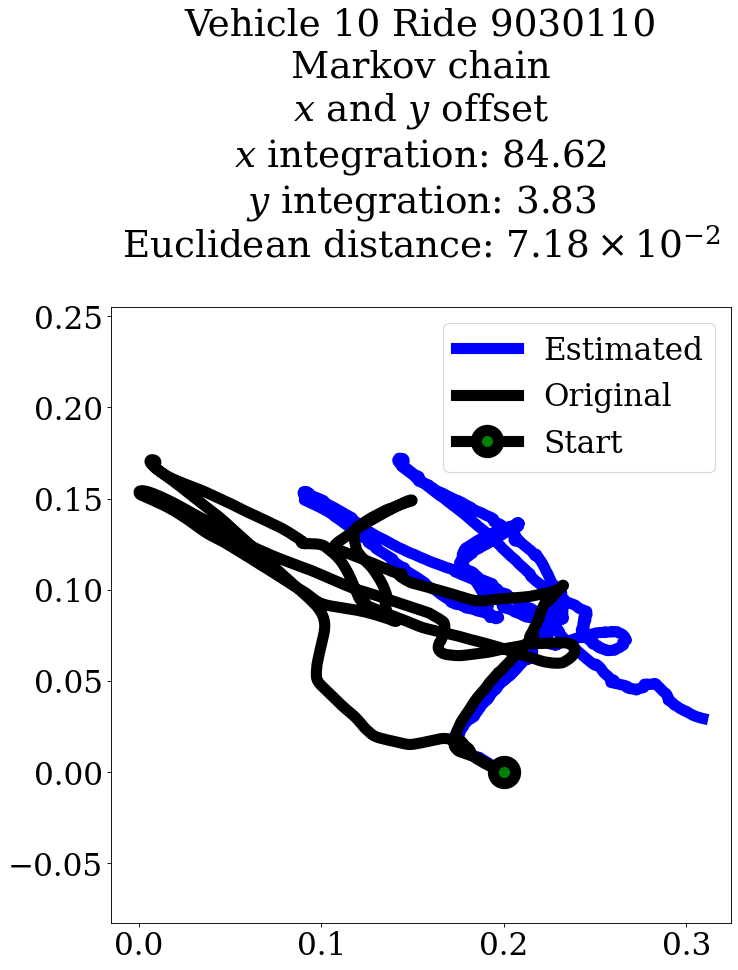 Vehicle 10 Ride 9030110
Markov chain
x and y offset
x integration: 84.62
y integration: 3.83
Euclidean distance: 7.18 × 10⁻²
Estimated
Original
Start
0.25
0.20
0.15
0.10
0.05
0.00
−0.05
0.0 0.1 0.2 0.3